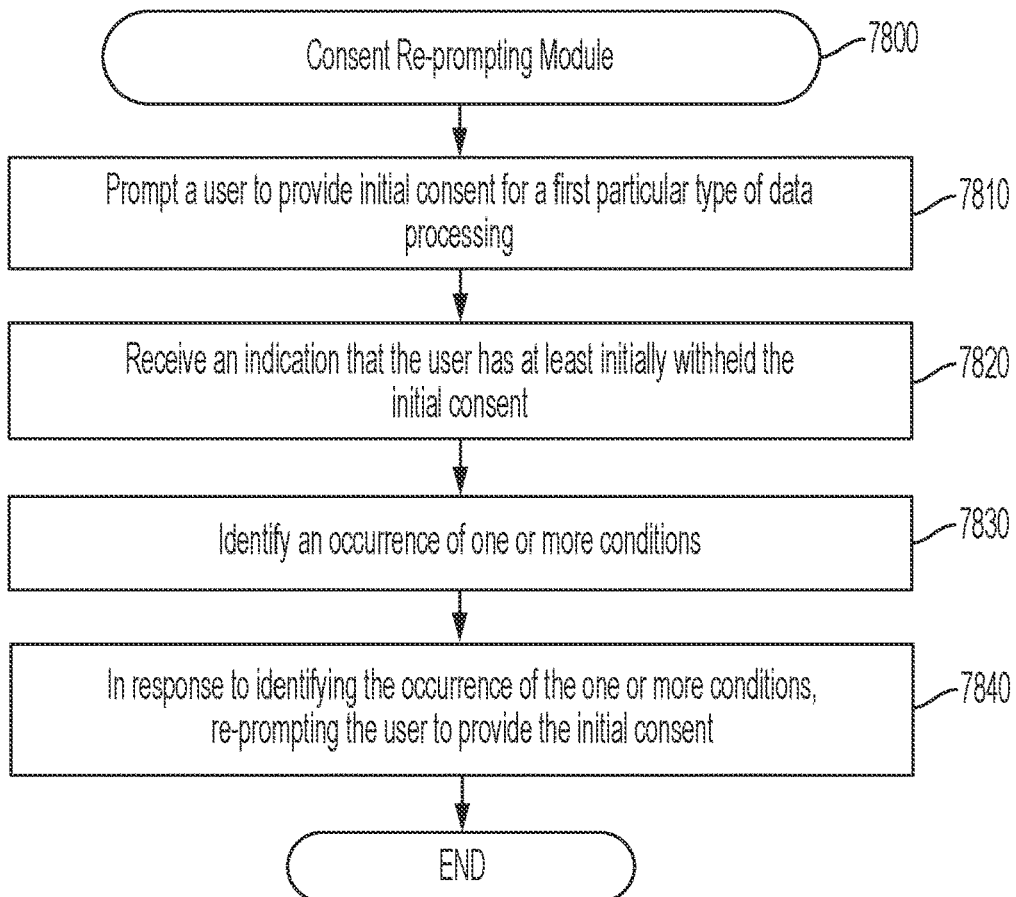 Consent Re-prompting Module
7800
Prompt a user to provide initial consent for a first particular type of data
processing
7810
Receive an indication that the user has at least initially withheld the
initial consent
7820
Identify an occurrence of one or more conditions
7830
In response to identifying the occurrence of the one or more conditions,
re-prompting the user to provide the initial consent
7840
END